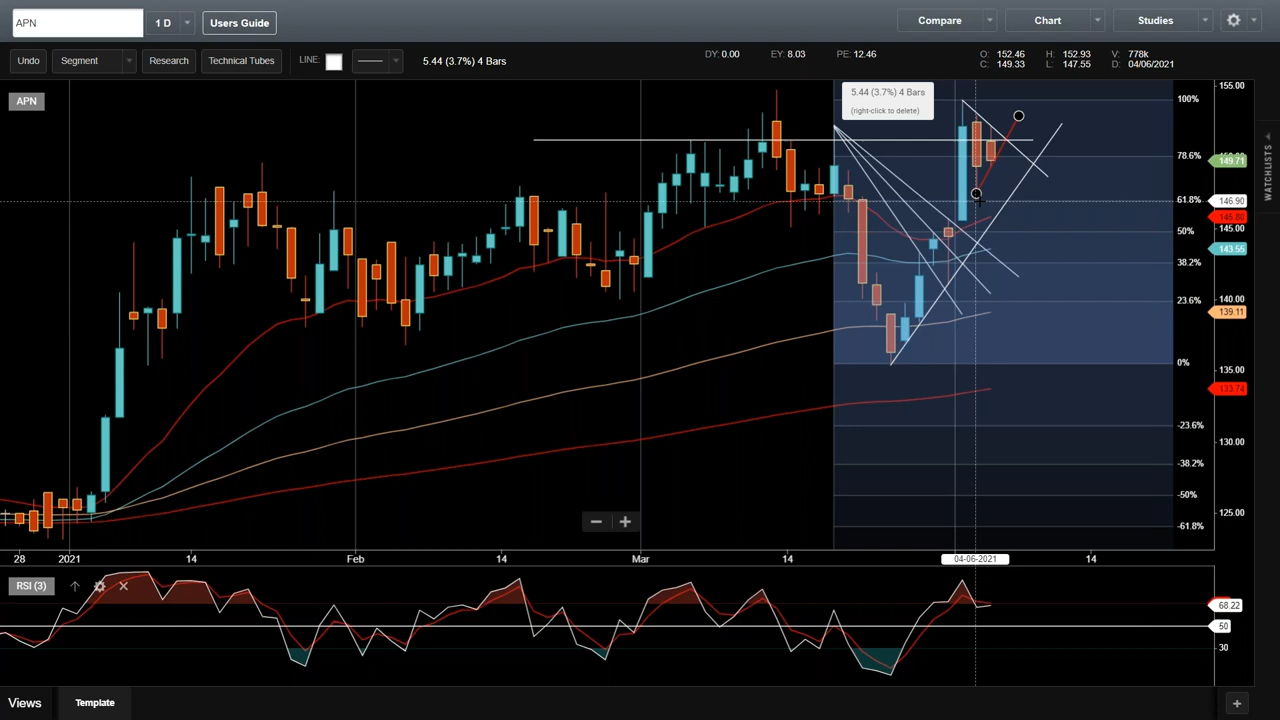 APN
1 D
Users Guide
Compare
Chart
Studies
Undo
Segment
Research
Technical Tubes
LINE:
5.44 (3.7%) 4 Bars
DY: 0.00
EY: 8.03
PE: 12.46
O: 152.46 H: 152.93 V: 778k
C: 149.33 L: 147.55 D: 04/06/2021
APN
5.44 (3.7%) 4 Bars
(right-click to delete)
WATCHLISTS
100%
78.6%
61.8%
50%
38.2%
23.6%
0%
-23.6%
-38.2%
-50%
-61.8%
155.00
149.71
146.90
145.80
145.00
143.55
140.00
139.11
135.00
133.74
130.00
125.00
28 2021 14 Feb 14 Mar 14 04-06-2021 14
RSI (3)
68.22
50
30
Views
Template